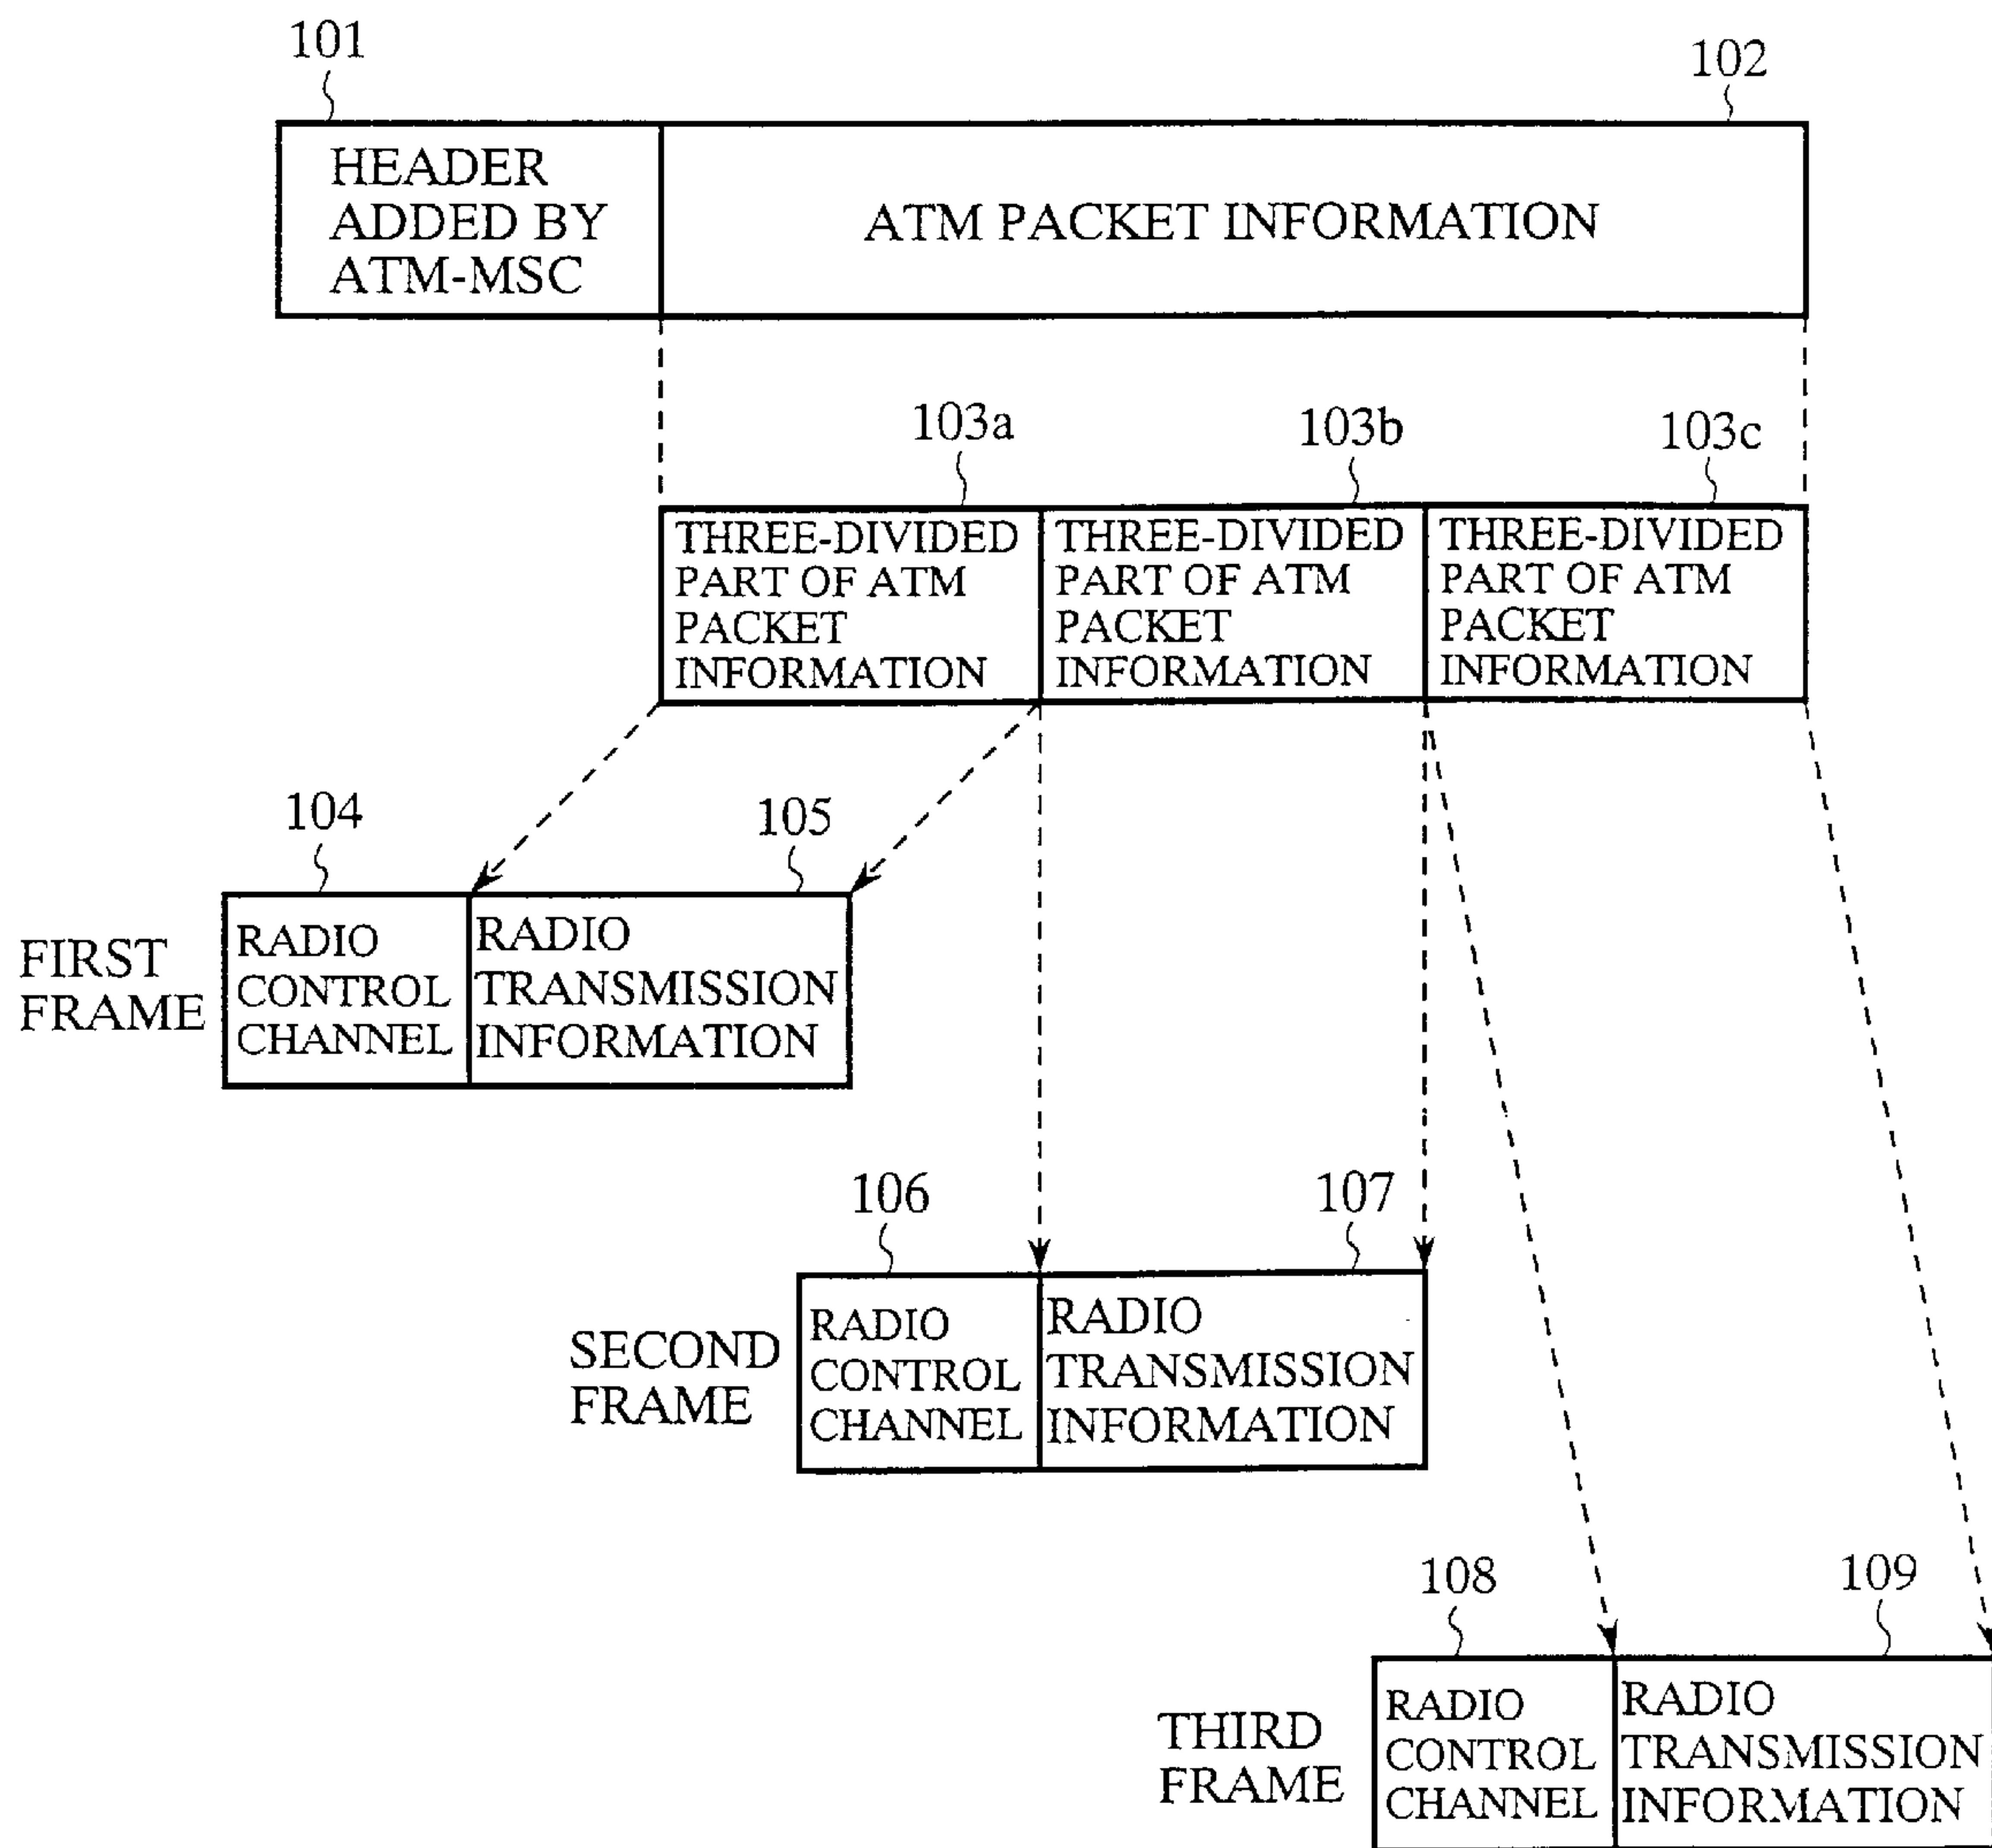 101
102
HEADER
ADDED BY
ATM-MSC
ATM PACKET INFORMATION
103a
103b
103c
THREE-DIVIDED
PART OF ATM
PACKET
INFORMATION
THREE-DIVIDED
PART OF ATM
PACKET
INFORMATION
THREE-DIVIDED
PART OF ATM
PACKET
INFORMATION
104
105
FIRST
FRAME
RADIO
CONTROL
CHANNEL
RADIO
TRANSMISSION
INFORMATION
106
107
SECOND
FRAME
RADIO
CONTROL
CHANNEL
RADIO
TRANSMISSION
INFORMATION
108
109
THIRD
FRAME
RADIO
CONTROL
CHANNEL
RADIO
TRANSMISSION
INFORMATION